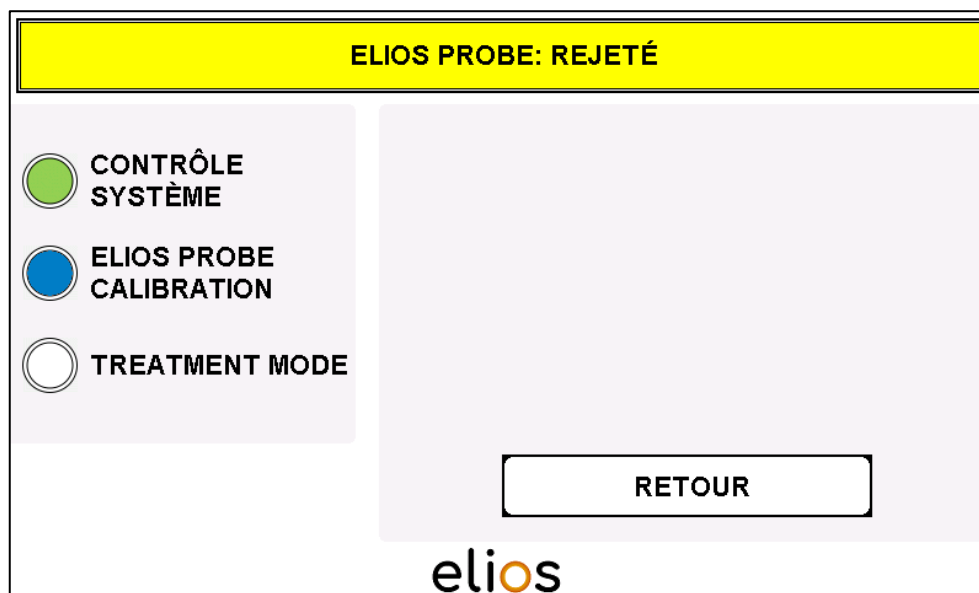 ELIOS PROBE: REJETÉ
CONTRÔLE
SYSTÈME
ELIOS PROBE
CALIBRATION
TREATMENT MODE
RETOUR
elios